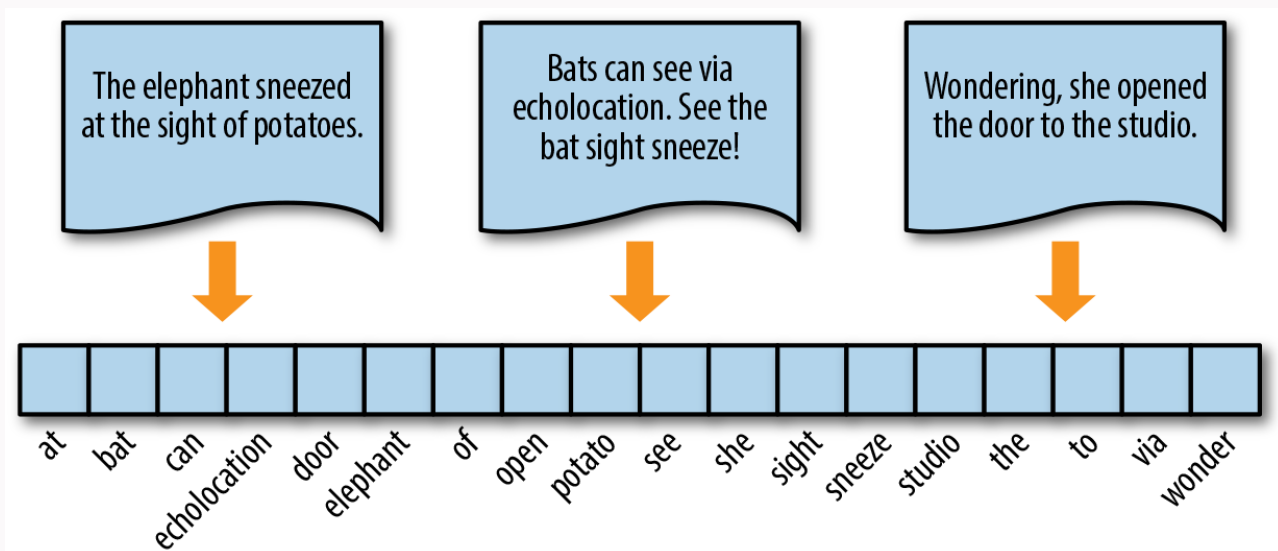 The elephant sneezed
at the sight of potatoes.
Bats can see via
echolocation. See the
bat sight sneeze!
Wondering, she opened
the door to the studio.
at
bat
can
echolocation
door
elephant
of
open
potato
see
she
sight
sneeze
studio
the
to
via
wonder